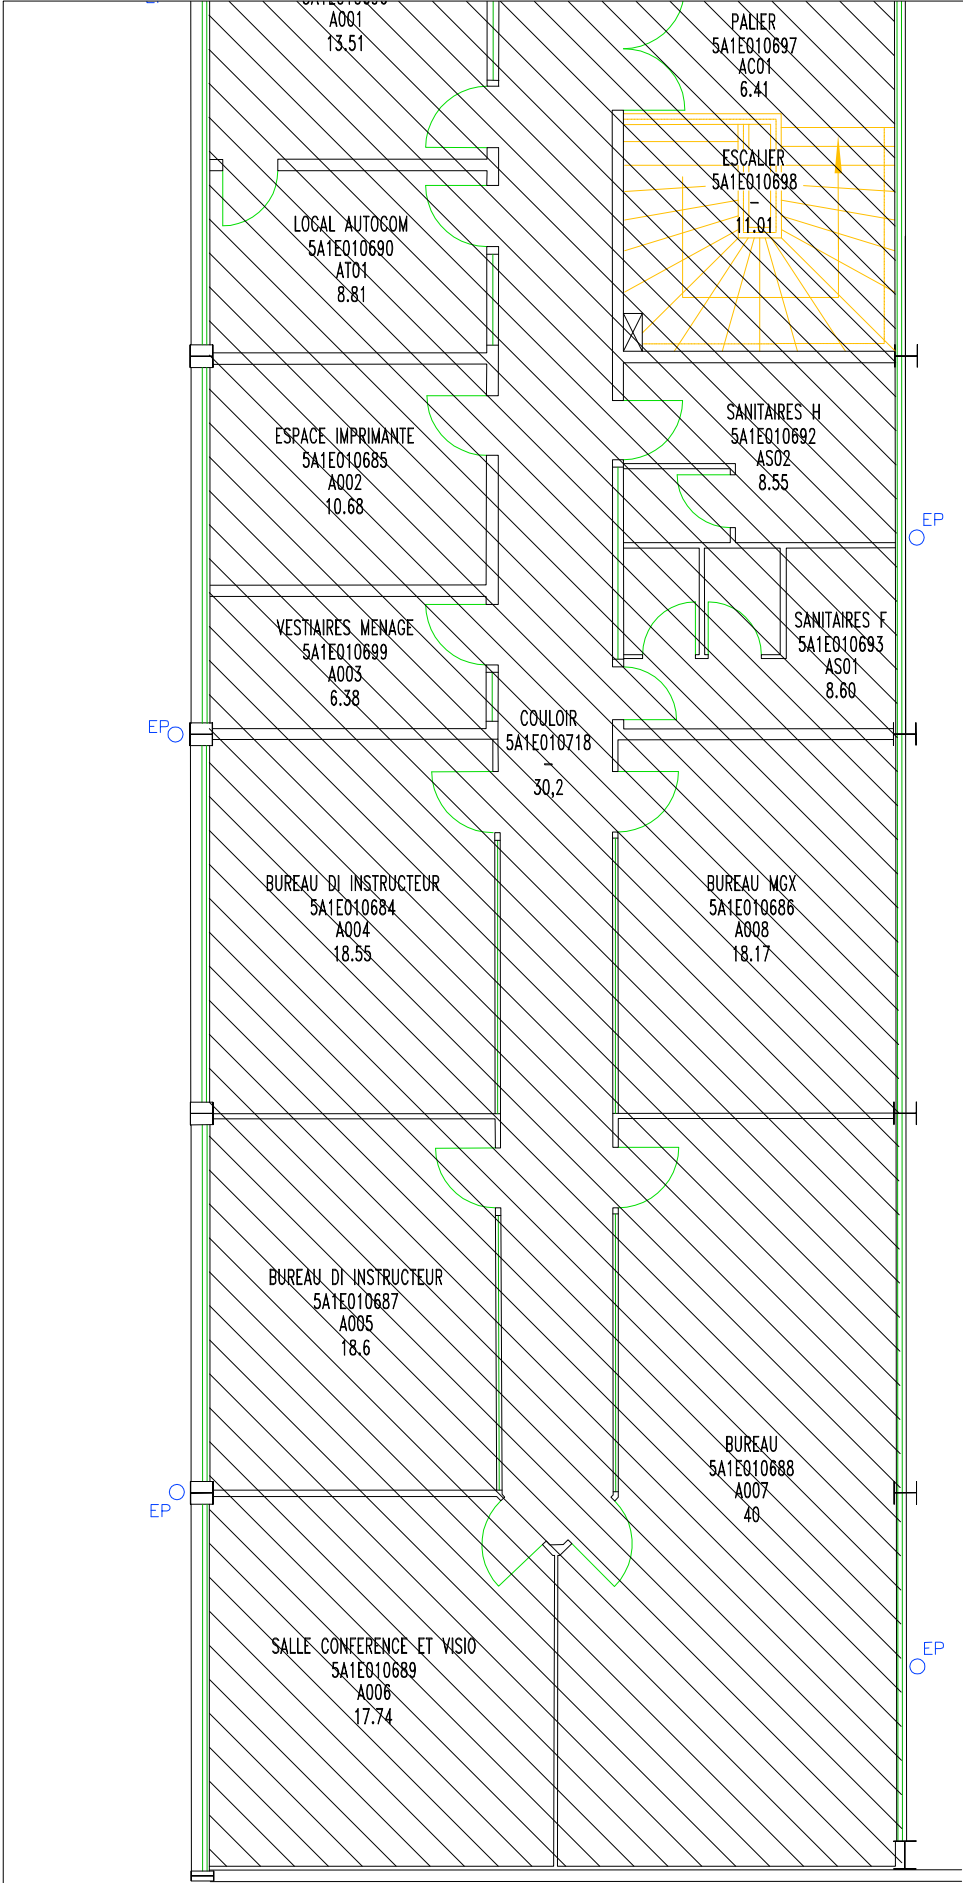 A001
13.51
PALIER
5A1E010697
AC01
6.41
ESCALIER
5A1E010698
-
11.01
LOCAL AUTOCOM
5A1E010690
AT01
8.81
ESPACE IMPRIMANTE
5A1E010685
A002
10.68
SANITAIRES H
5A1E010692
AS02
8.55
EP
VESTIAIRES MENAGE
5A1E010699
A003
6.38
SANITAIRES F
5A1E010693
AS01
8.60
EP
COULOIR
5A1E010718
-
30,2
BUREAU DI INSTRUCTEUR
5A1E010684
A004
18.55
BUREAU MGX
5A1E010686
A008
18.17
BUREAU DI INSTRUCTEUR
5A1E010687
A005
18.6
BUREAU
5A1E010688
A007
40
EP
SALLE CONFERENCE ET VISIO
5A1E010689
A006
17.74
EP